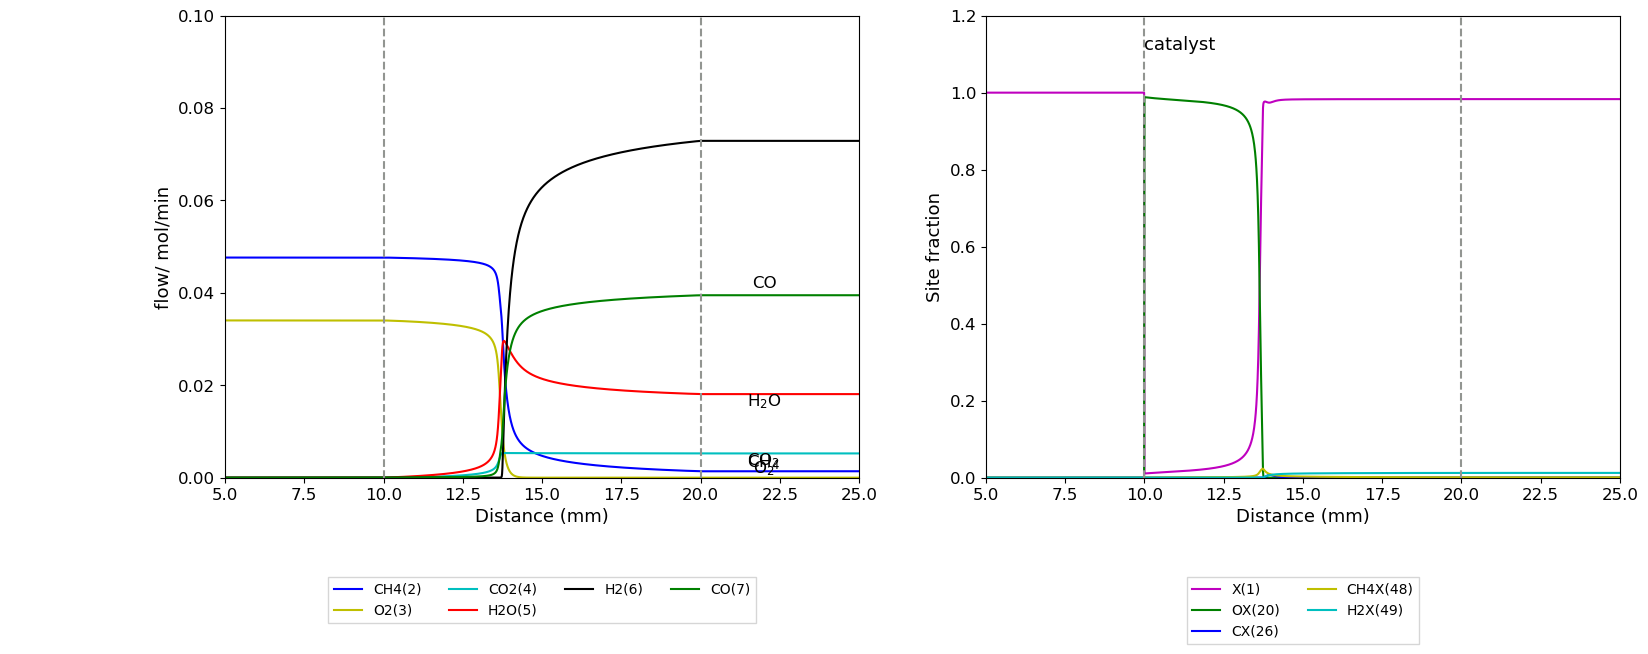 flow/ mol/min
0.10
0.08
0.06
0.04
0.02
0.00
CO
H₂O
CO₂
CH₄
O₂
5.0 7.5 10.0 12.5 15.0 17.5 20.0 22.5 25.0
Distance (mm)
CH4(2) CO2(4) H2(6) CO(7)
O2(3) H2O(5)
Site fraction
1.2
1.0
0.8
0.6
0.4
0.2
0.0
catalyst
5.0 7.5 10.0 12.5 15.0 17.5 20.0 22.5 25.0
Distance (mm)
X(1) CH4X(48)
OX(20) H2X(49)
CX(26)